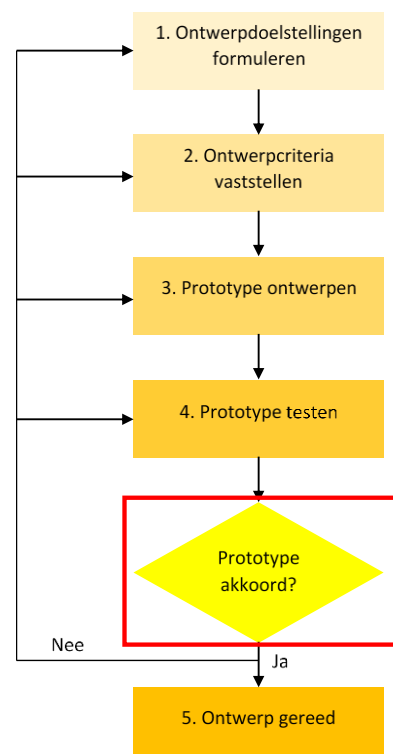 1. Ontwerpdoelstellingen
formuleren
2. Ontwerpcriteria
vaststellen
3. Prototype ontwerpen
4. Prototype testen
Prototype
akkoord?
Nee
Ja
5. Ontwerp gereed